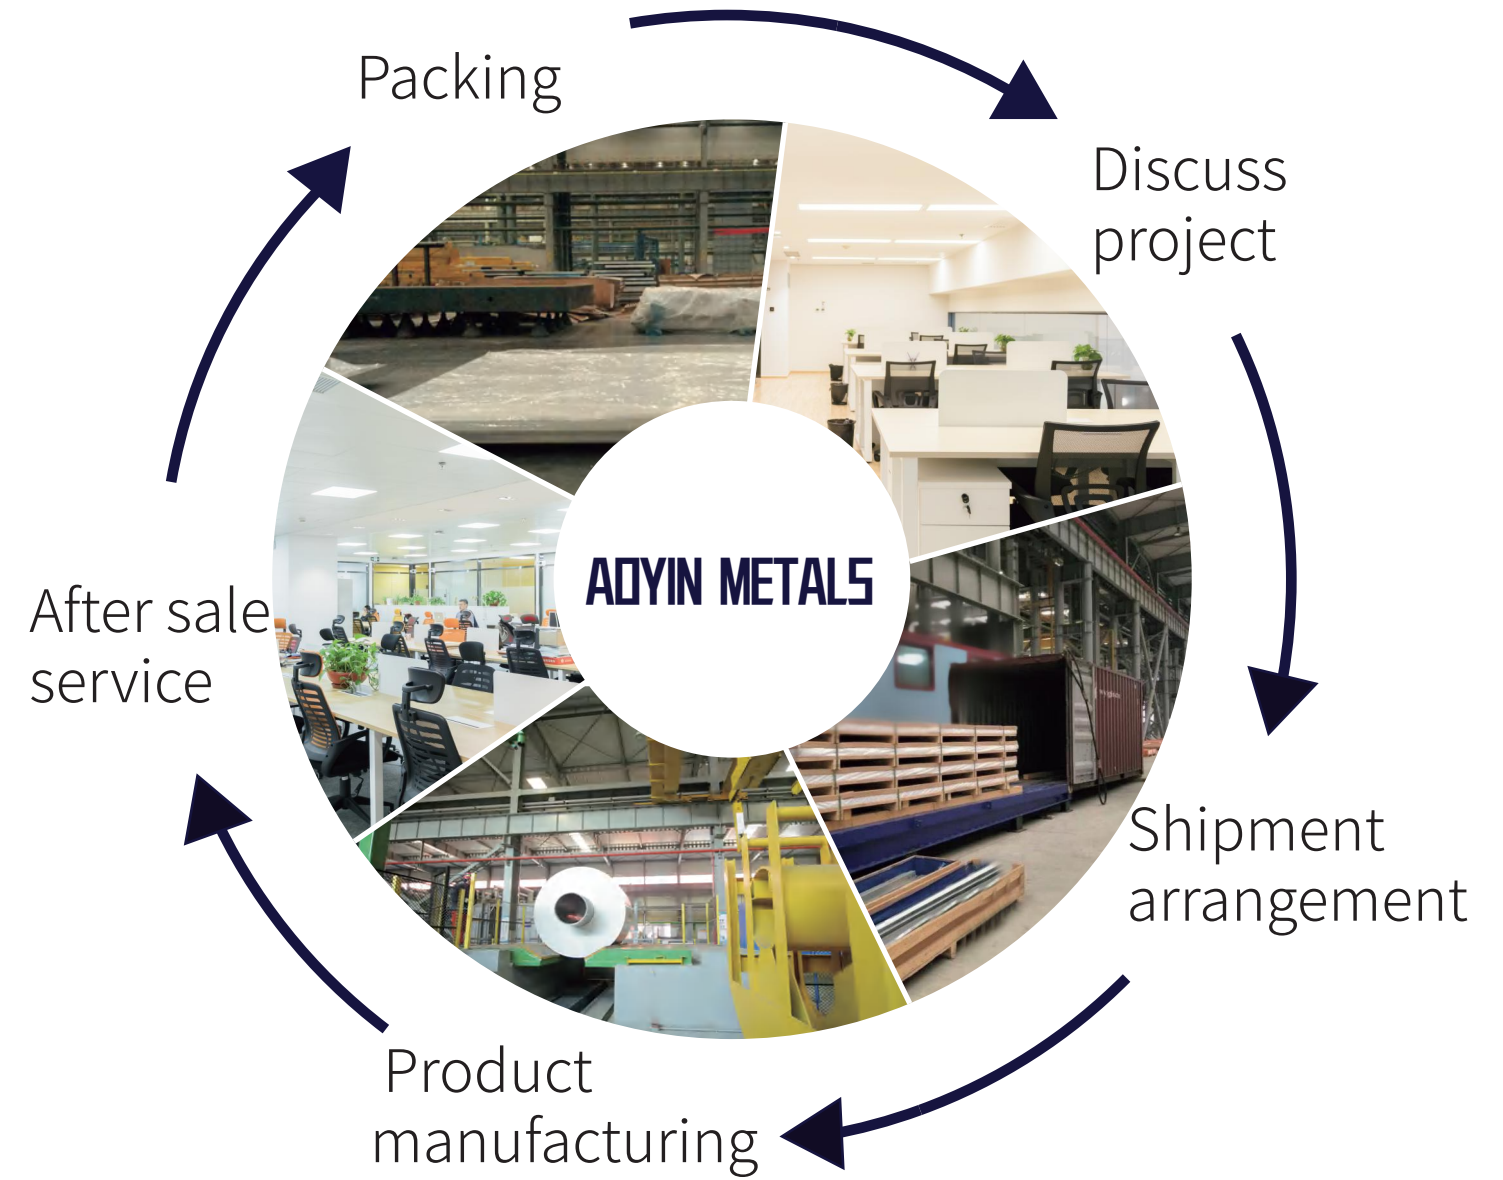 Packing
Discuss
project
AOYIN METALS
After sale
service
Shipment
arrangement
Product
manufacturing